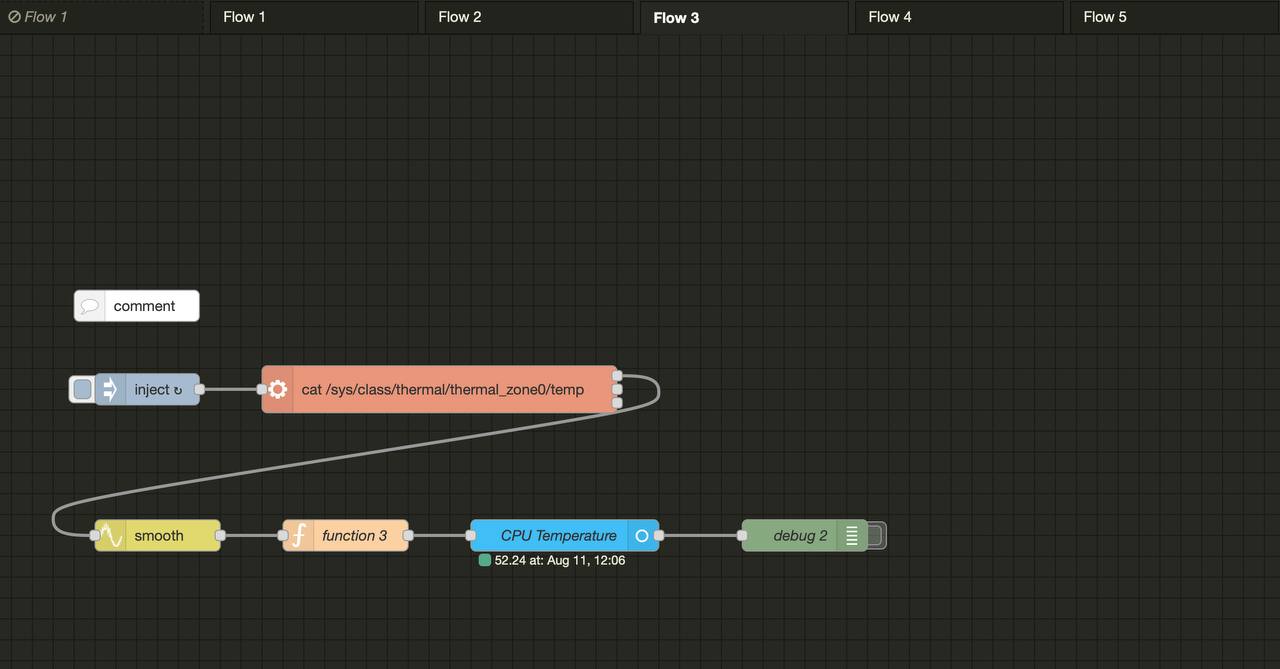 Flow 1
Flow 1
Flow 2
Flow 3
Flow 4
Flow 5
comment
inject ↻
cat /sys/class/thermal/thermal_zone0/temp
smooth
function 3
CPU Temperature
debug 2
52.24 at: Aug 11, 12:06